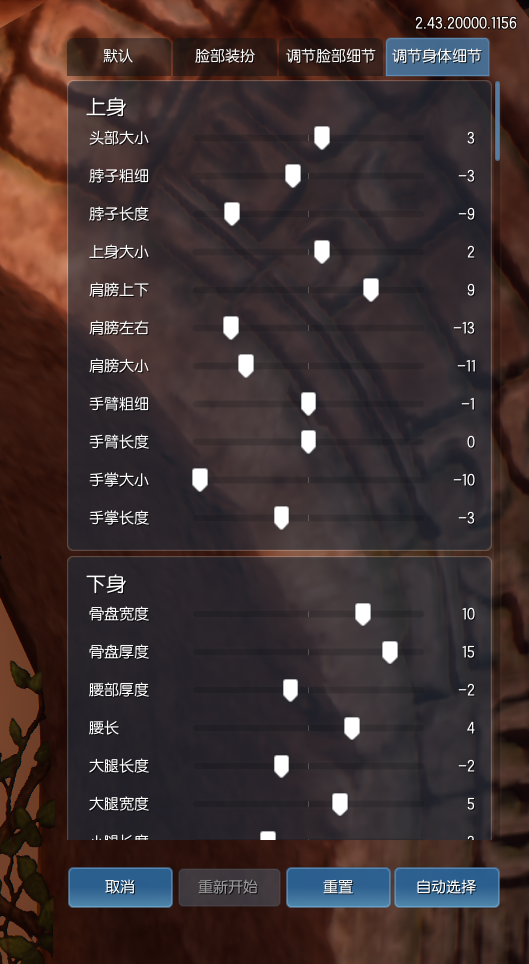 2.43.20000.1156
默认 脸部装扮 调节脸部细节 调节身体细节
上身
头部大小 3
脖子粗细 -3
脖子长度 -9
上身大小 2
肩膀上下 9
肩膀左右 -13
肩膀大小 -11
手臂粗细 -1
手臂长度 0
手掌大小 -10
手掌长度 -3
下身
骨盘宽度 10
骨盘厚度 15
腰部厚度 -2
腰长 4
大腿长度 -2
大腿宽度 5
小腿长度
取消 重新开始 重置 自动选择